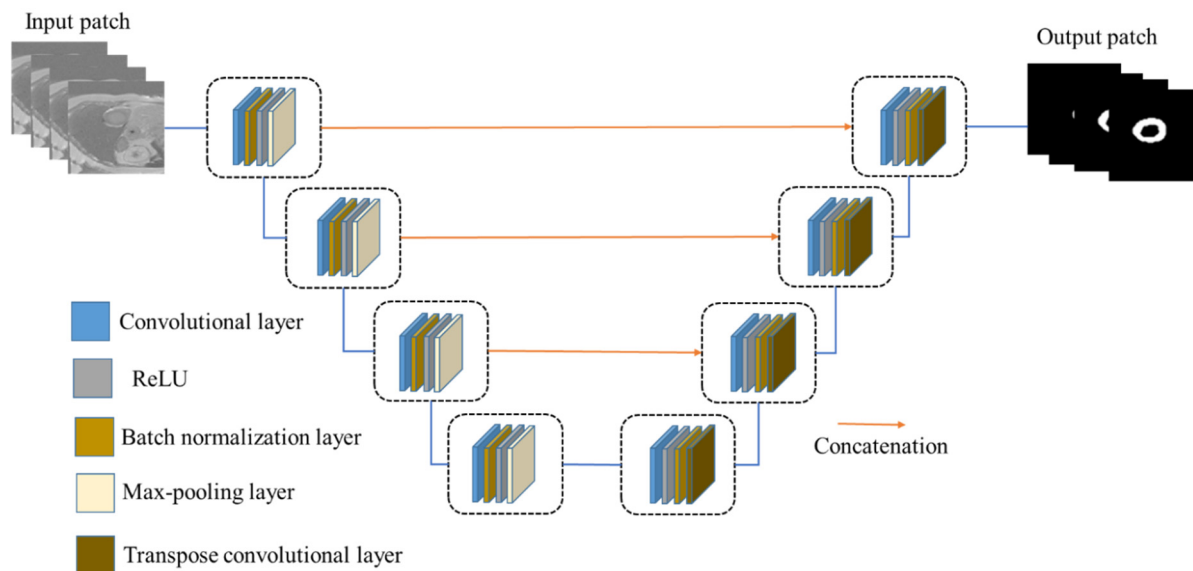 Input patch
Output patch
Convolutional layer
ReLU
Batch normalization layer
Max-pooling layer
Transpose convolutional layer
Concatenation